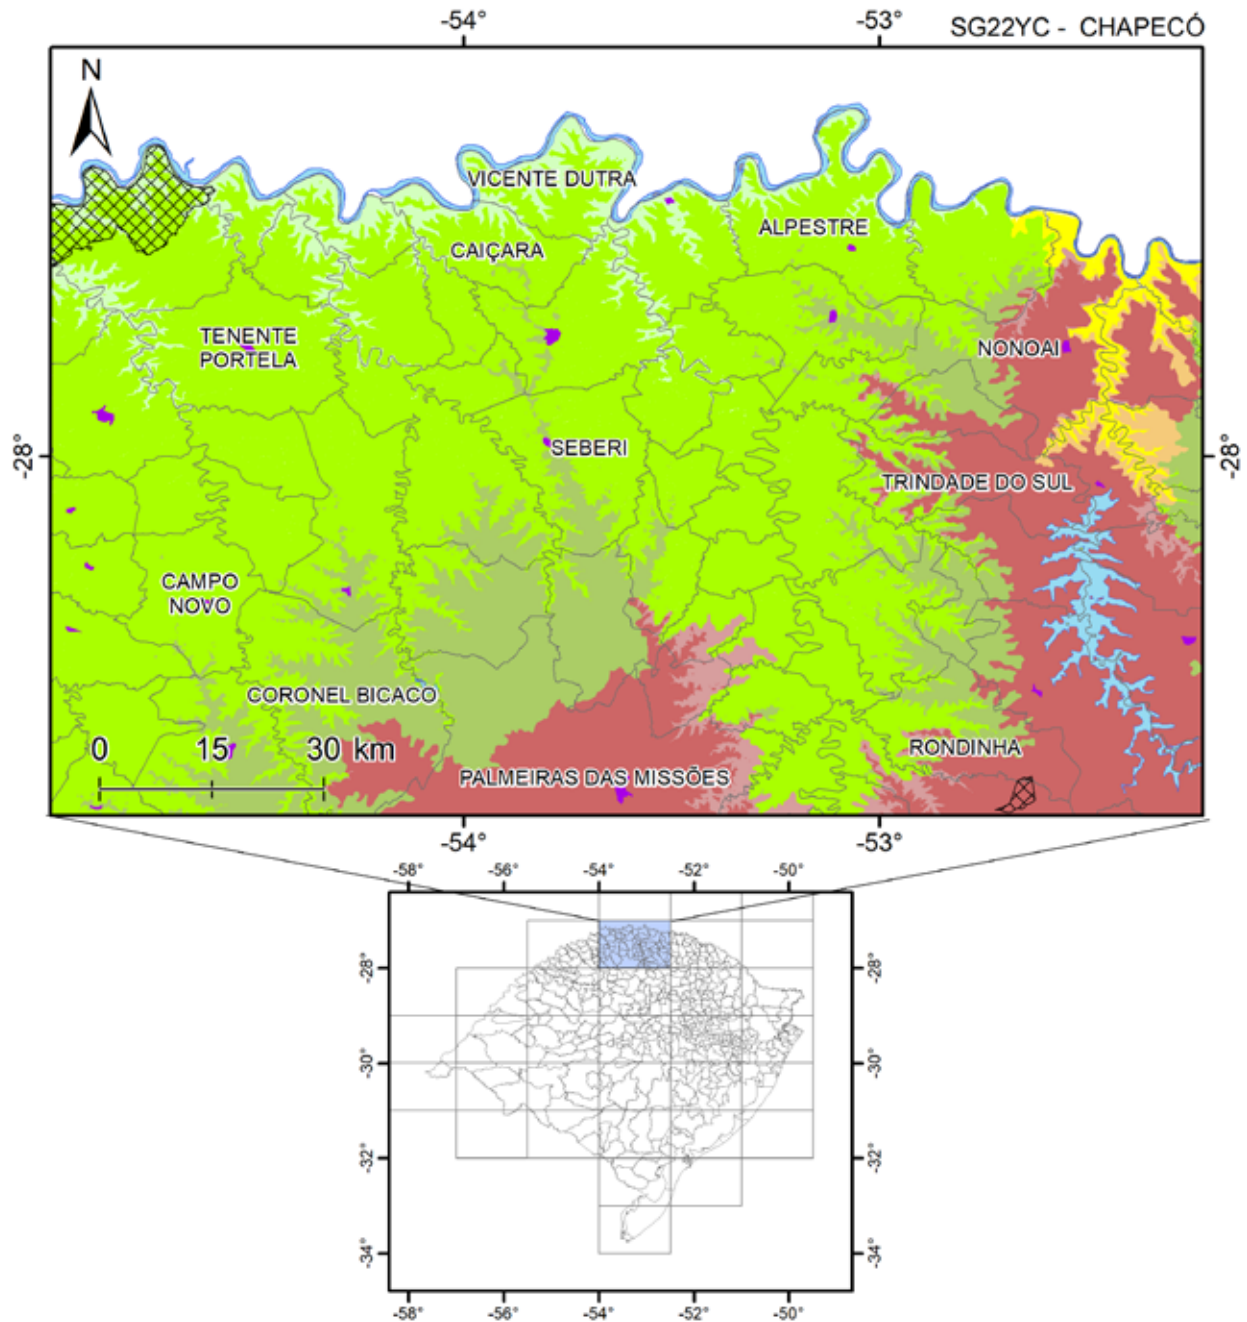 -54°
-53°
SG22YC - CHAPECÓ
N
VICENTE DUTRA
ALPESTRE
CAIÇARA
TENENTE
PORTELA
NONOAI
-28°
-28°
SEBERI
TRINDADE DO SUL
CAMPO
NOVO
CORONEL BICACO
0 15 30 km
RONDINHA
PALMEIRAS DAS MISSÕES
-54°
-53°
-58° -56° -54° -52° -50°
-28° -28°
-30° -30°
-32° -32°
-34° -34°
-58° -56° -54° -52° -50°